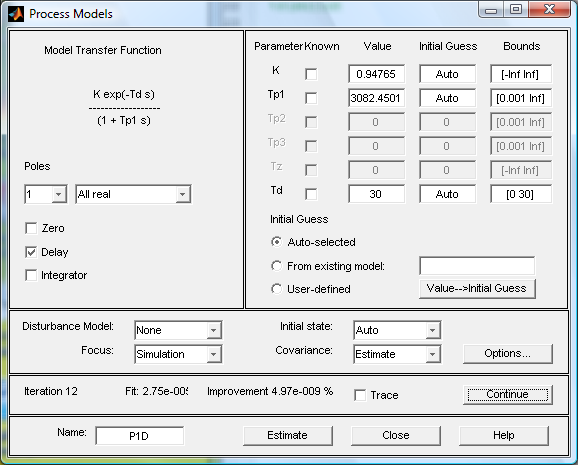 Process Models
Model Transfer Function
K exp(-Td s)
------------------
(1 + Tp1 s)
Poles
1 All real
Zero
Delay
Integrator
Parameter Known Value Initial Guess Bounds
K 0.94765 Auto [-Inf Inf]
Tp1 3082.4501 Auto [0.001 Inf]
Tp2 0 0 [0.001 Inf]
Tp3 0 0 [0.001 Inf]
Tz 0 0 [-Inf Inf]
Td 30 Auto [0 30]
Initial Guess
Auto-selected
From existing model:
User-defined Value-->Initial Guess
Disturbance Model: None Initial state: Auto
Focus: Simulation Covariance: Estimate Options...
Iteration 12 Fit: 2.75e-005 Improvement 4.97e-009 % Trace Continue
Name: P1D Estimate Close Help